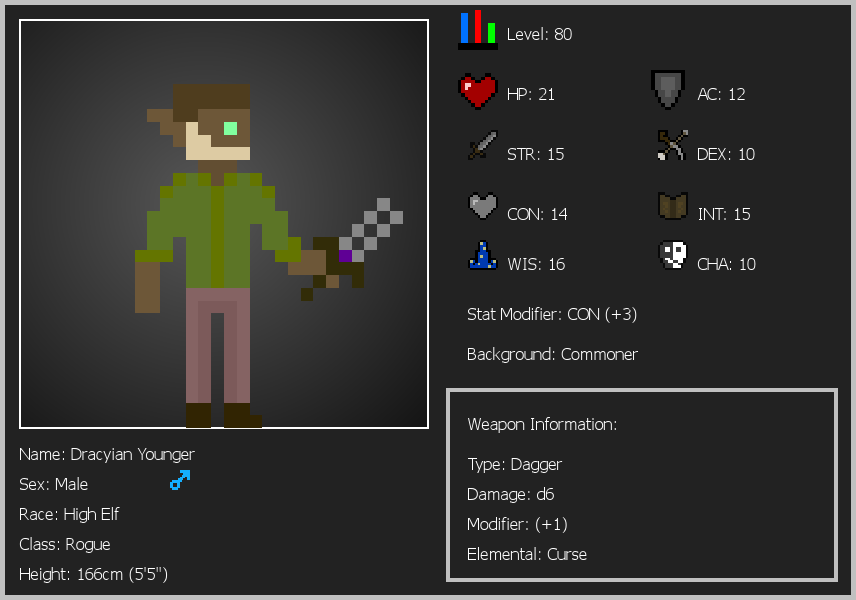 Level: 80
HP: 21
AC: 12
STR: 15
DEX: 10
CON: 14
INT: 15
WIS: 16
CHA: 10
Stat Modifier: CON (+3)
Background: Commoner
Weapon Information:
Type: Dagger
Damage: d6
Modifier: (+1)
Elemental: Curse
Name: Dracyian Younger
Sex: Male
Race: High Elf
Class: Rogue
Height: 166cm (5'5")